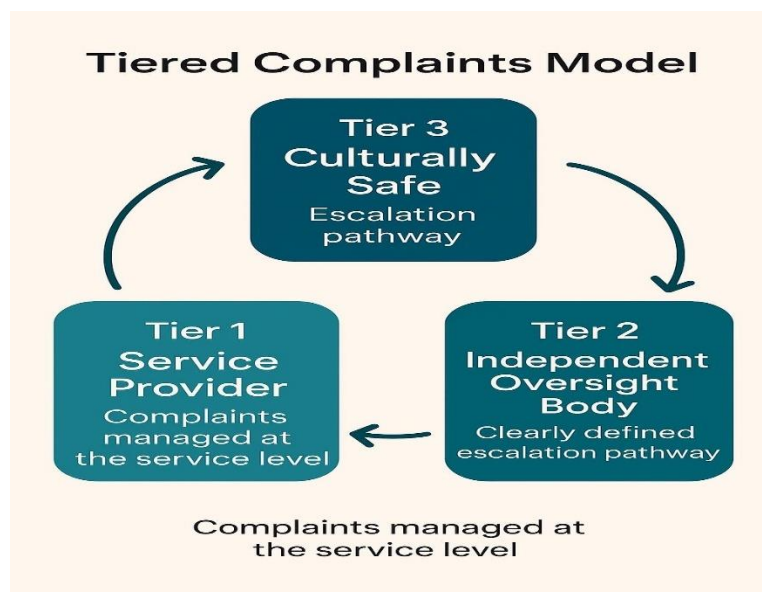 Tiered Complaints Model
Tier 3
Culturally
Safe
Escalation
pathway
Tier 1
Service
Provider
Complaints
managed at
the service level
Tier 2
Independent
Oversight
Body
Clearly defined
escalation pathway
Complaints managed at
the service level